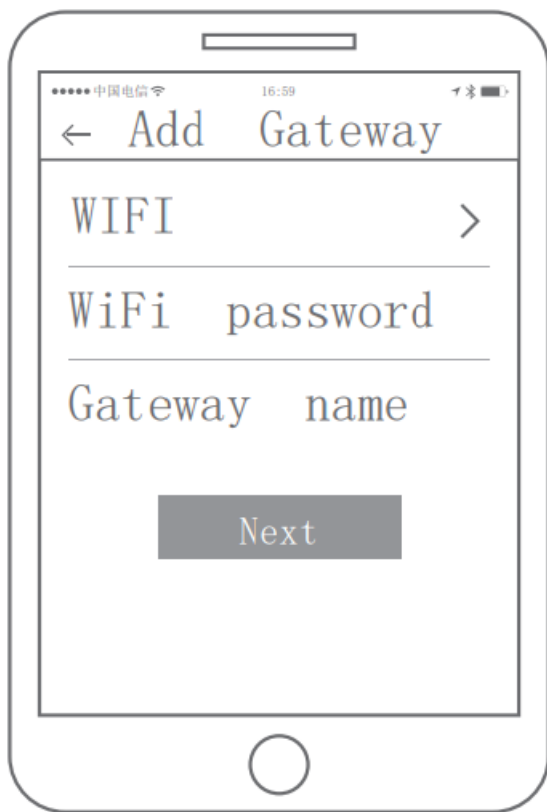 中国电信 16:59
← Add Gateway
WIFI >
WiFi password
Gateway name
Next